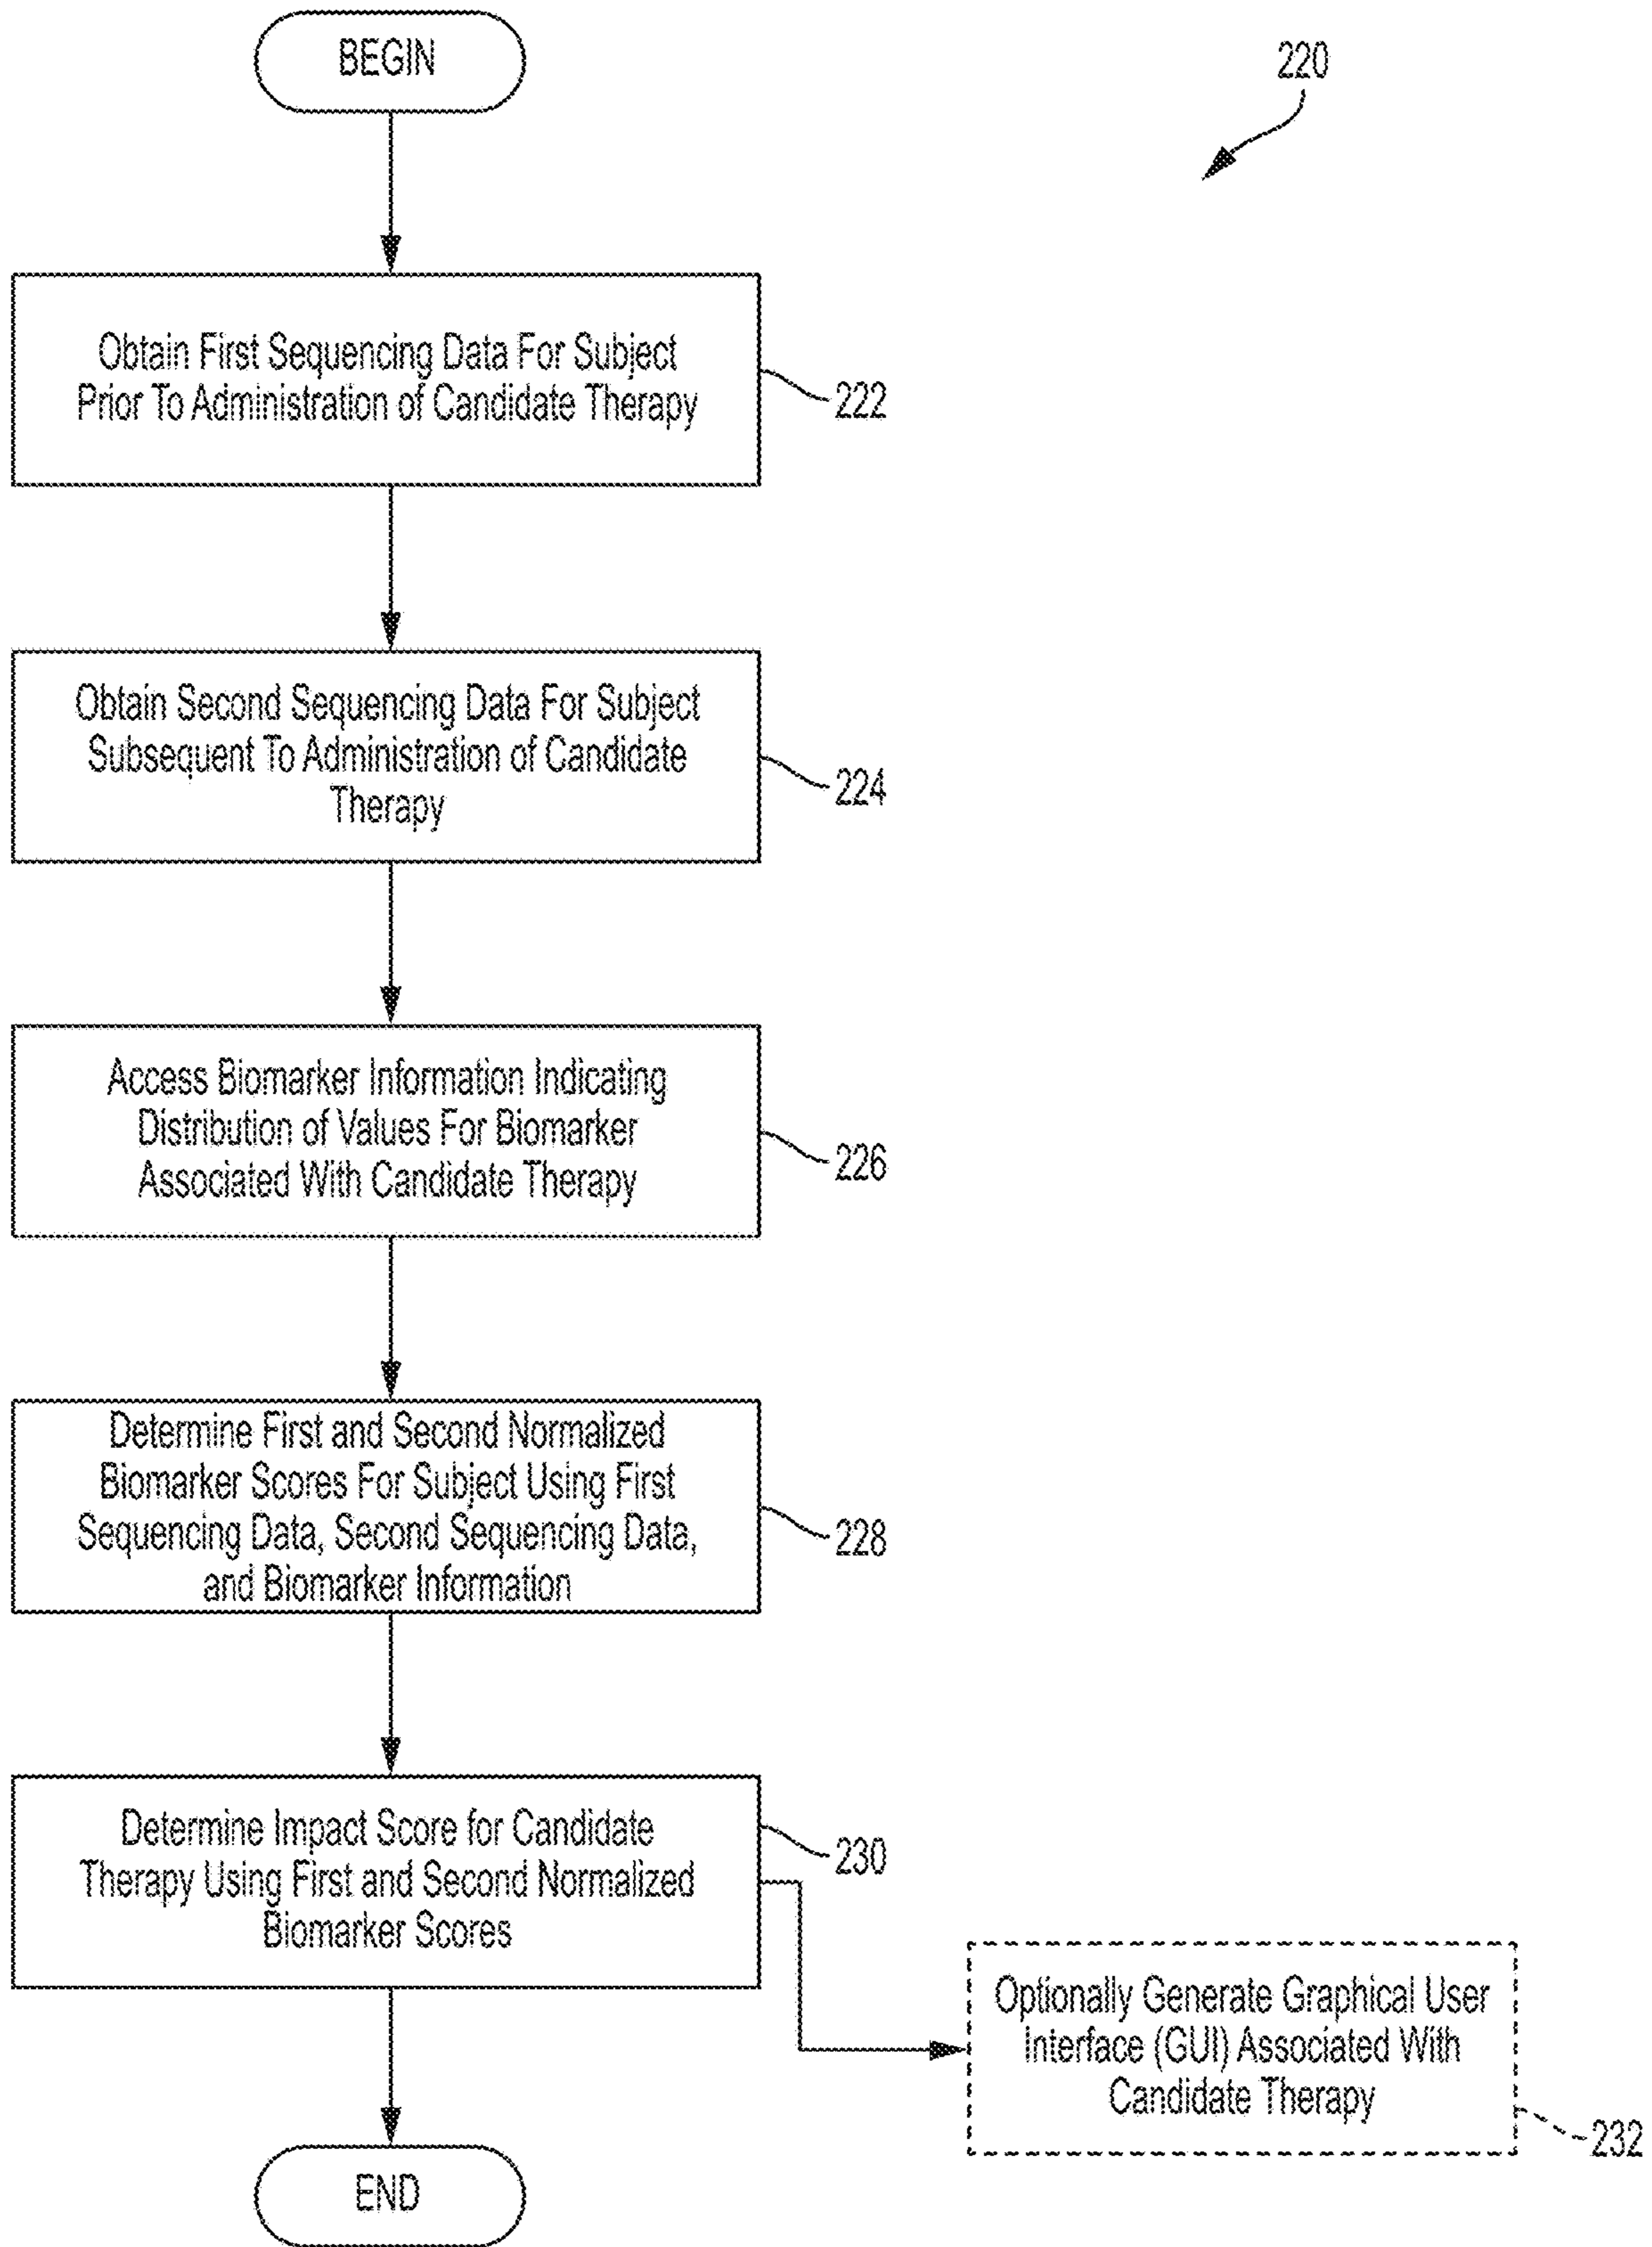 BEGIN
220
Obtain First Sequencing Data For Subject
Prior To Administration of Candidate Therapy
222
Obtain Second Sequencing Data For Subject
Subsequent To Administration of Candidate
Therapy
224
Access Biomarker Information Indicating
Distribution of Values For Biomarker
Associated With Candidate Therapy
226
Determine First and Second Normalized
Biomarker Scores For Subject Using First
Sequencing Data, Second Sequencing Data,
and Biomarker Information
228
Determine Impact Score for Candidate
Therapy Using First and Second Normalized
Biomarker Scores
230
Optionally Generate Graphical User
Interface (GUI) Associated With
Candidate Therapy
232
END